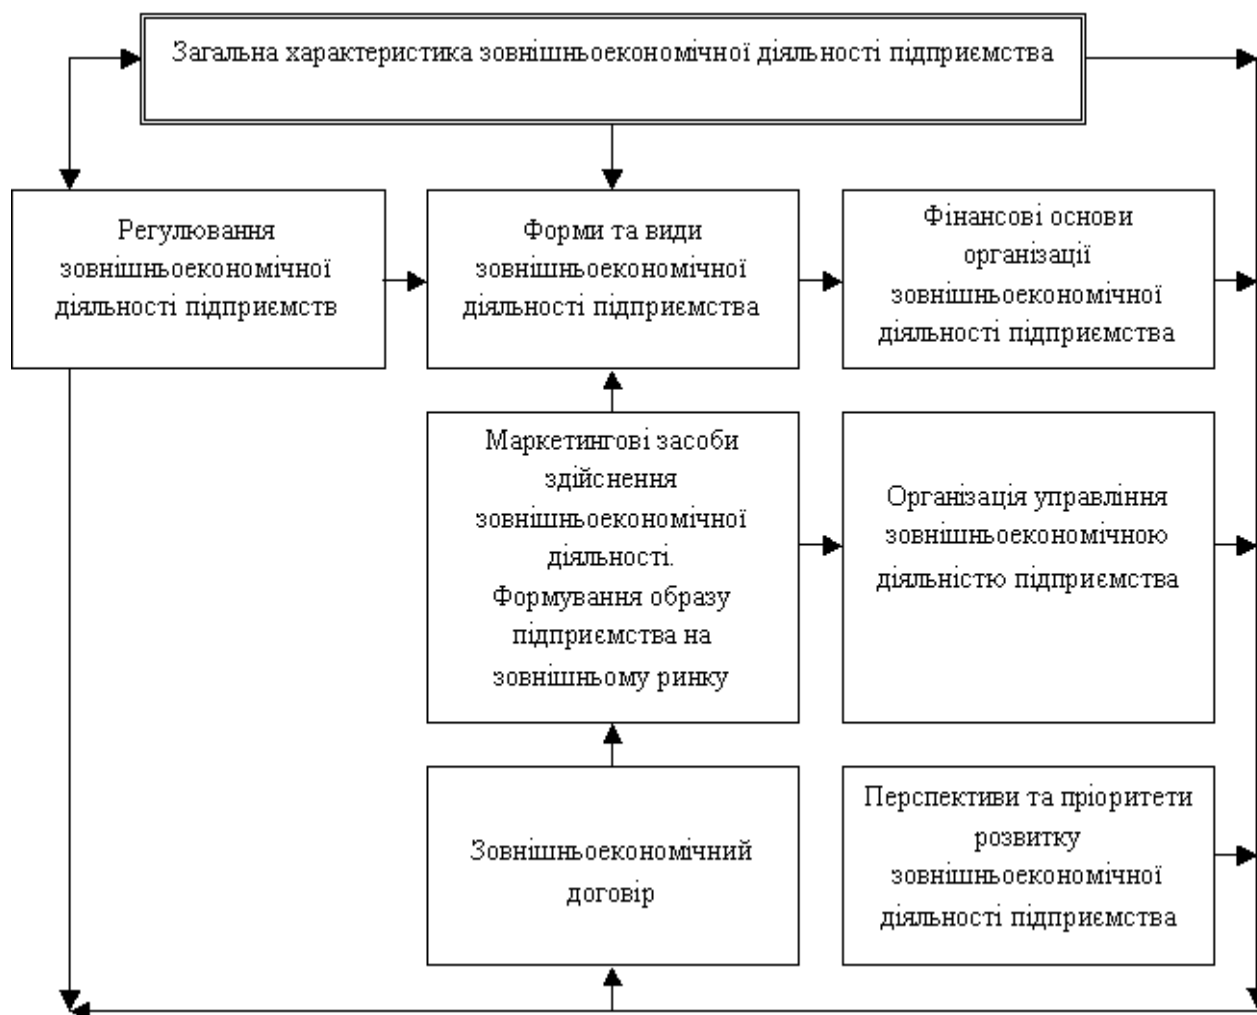 Загальна характеристика зовнішньоекономічної діяльності підприємства
Регулювання
зовнішньоекономічної
діяльності підприємств
Форми та види
зовнішньоекономічної
діяльності підприємства
Фінансові основи
організації
зовнішньоекономічної
діяльності підприємства
Маркетингові засоби
здійснення
зовнішньоекономічної
діяльності.
Формування образу
підприємства на
зовнішньому ринку
Організація управління
зовнішньоекономічною
діяльністю підприємства
Зовнішньоекономічний
договір
Перспективи та пріоритети
розвитку
зовнішньоекономічної
діяльності підприємства